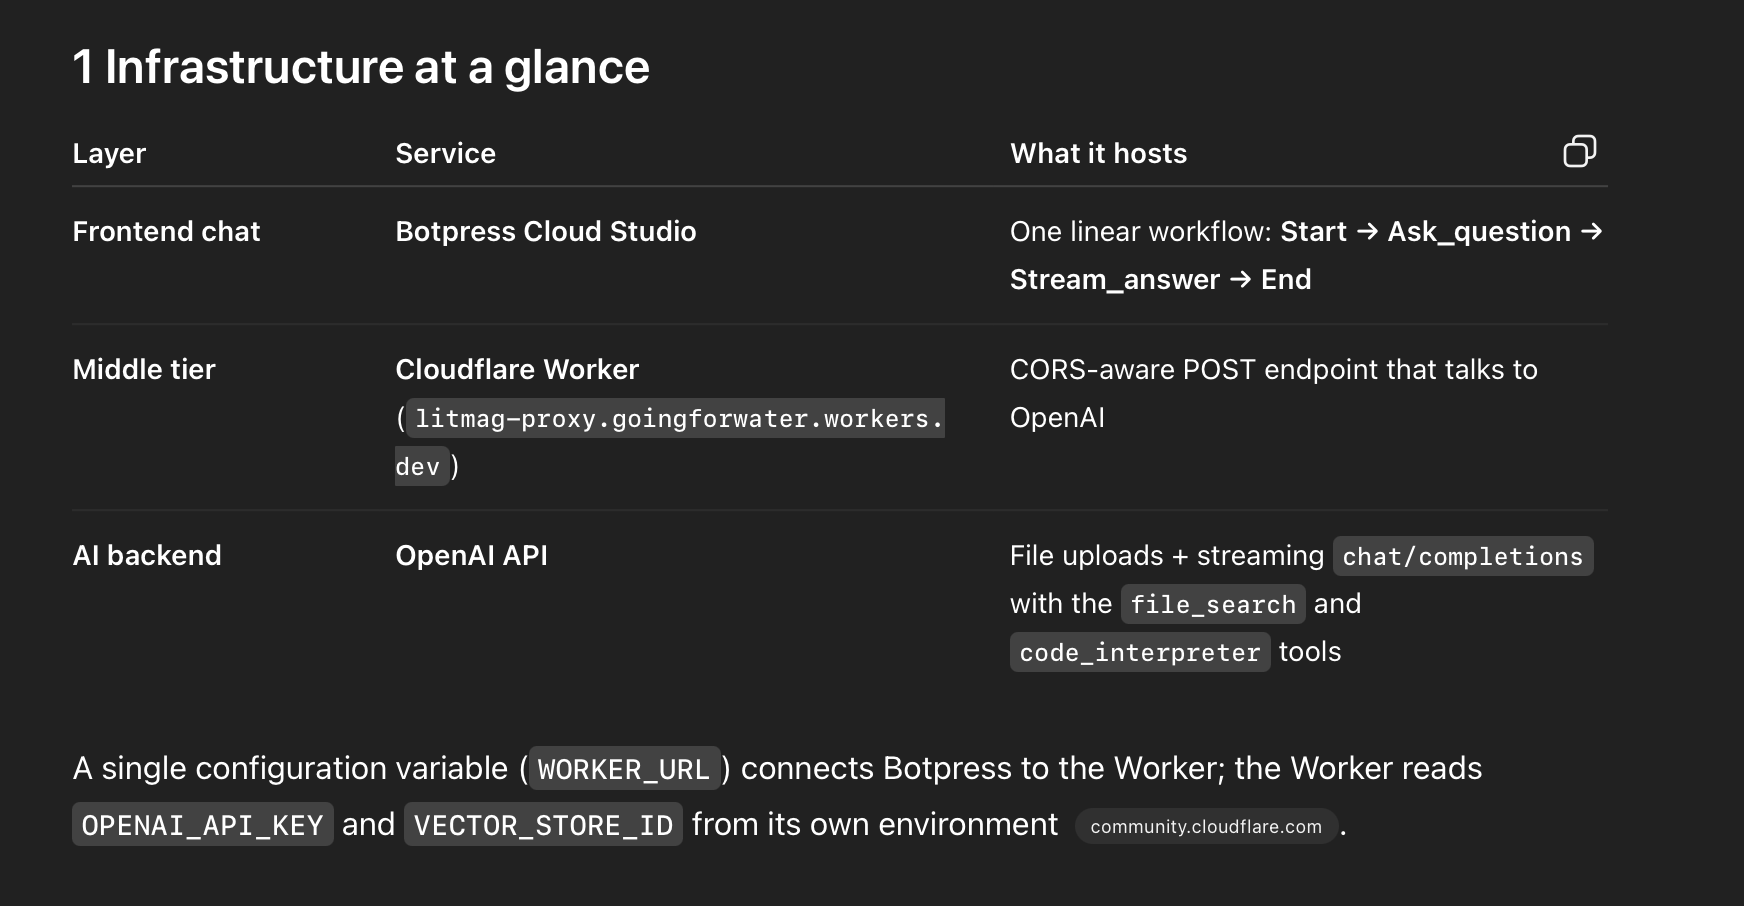 1 Infrastructure at a glance
Layer Service What it hosts
Frontend chat Botpress Cloud Studio One linear workflow: Start → Ask_question →
Stream_answer → End
Middle tier Cloudflare Worker CORS-aware POST endpoint that talks to
(litmag-proxy.goingforwater.workers. OpenAI
dev)
AI backend OpenAI API File uploads + streaming chat/completions
with the file_search and
code_interpreter tools
A single configuration variable (WORKER_URL) connects Botpress to the Worker; the Worker reads
OPENAI_API_KEY and VECTOR_STORE_ID from its own environment community.cloudflare.com.